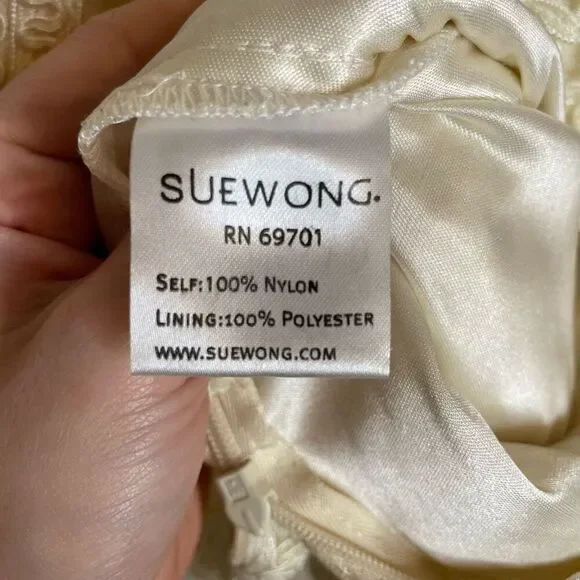 SUEWONG.
RN 69701
SELF:100% NYLON
LINING:100% POLYESTER
WWW.SUEWONG.COM